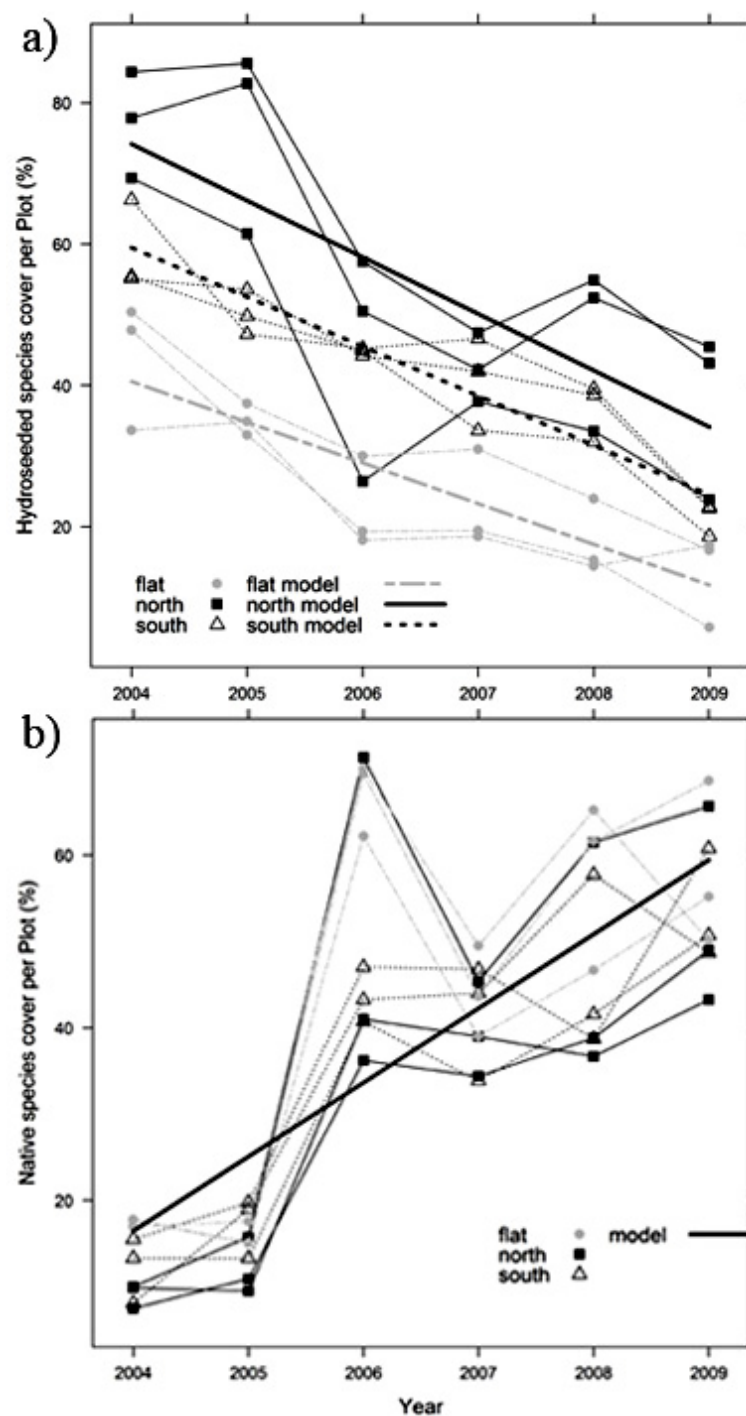 a)
Hydroseeded species cover per Plot (%)
80
60
40
20
flat flat model
north north model
south south model
2004 2005 2006 2007 2008 2009
b)
Native species cover per Plot (%)
60
40
20
flat model
north
south
2004 2005 2006 2007 2008 2009
Year